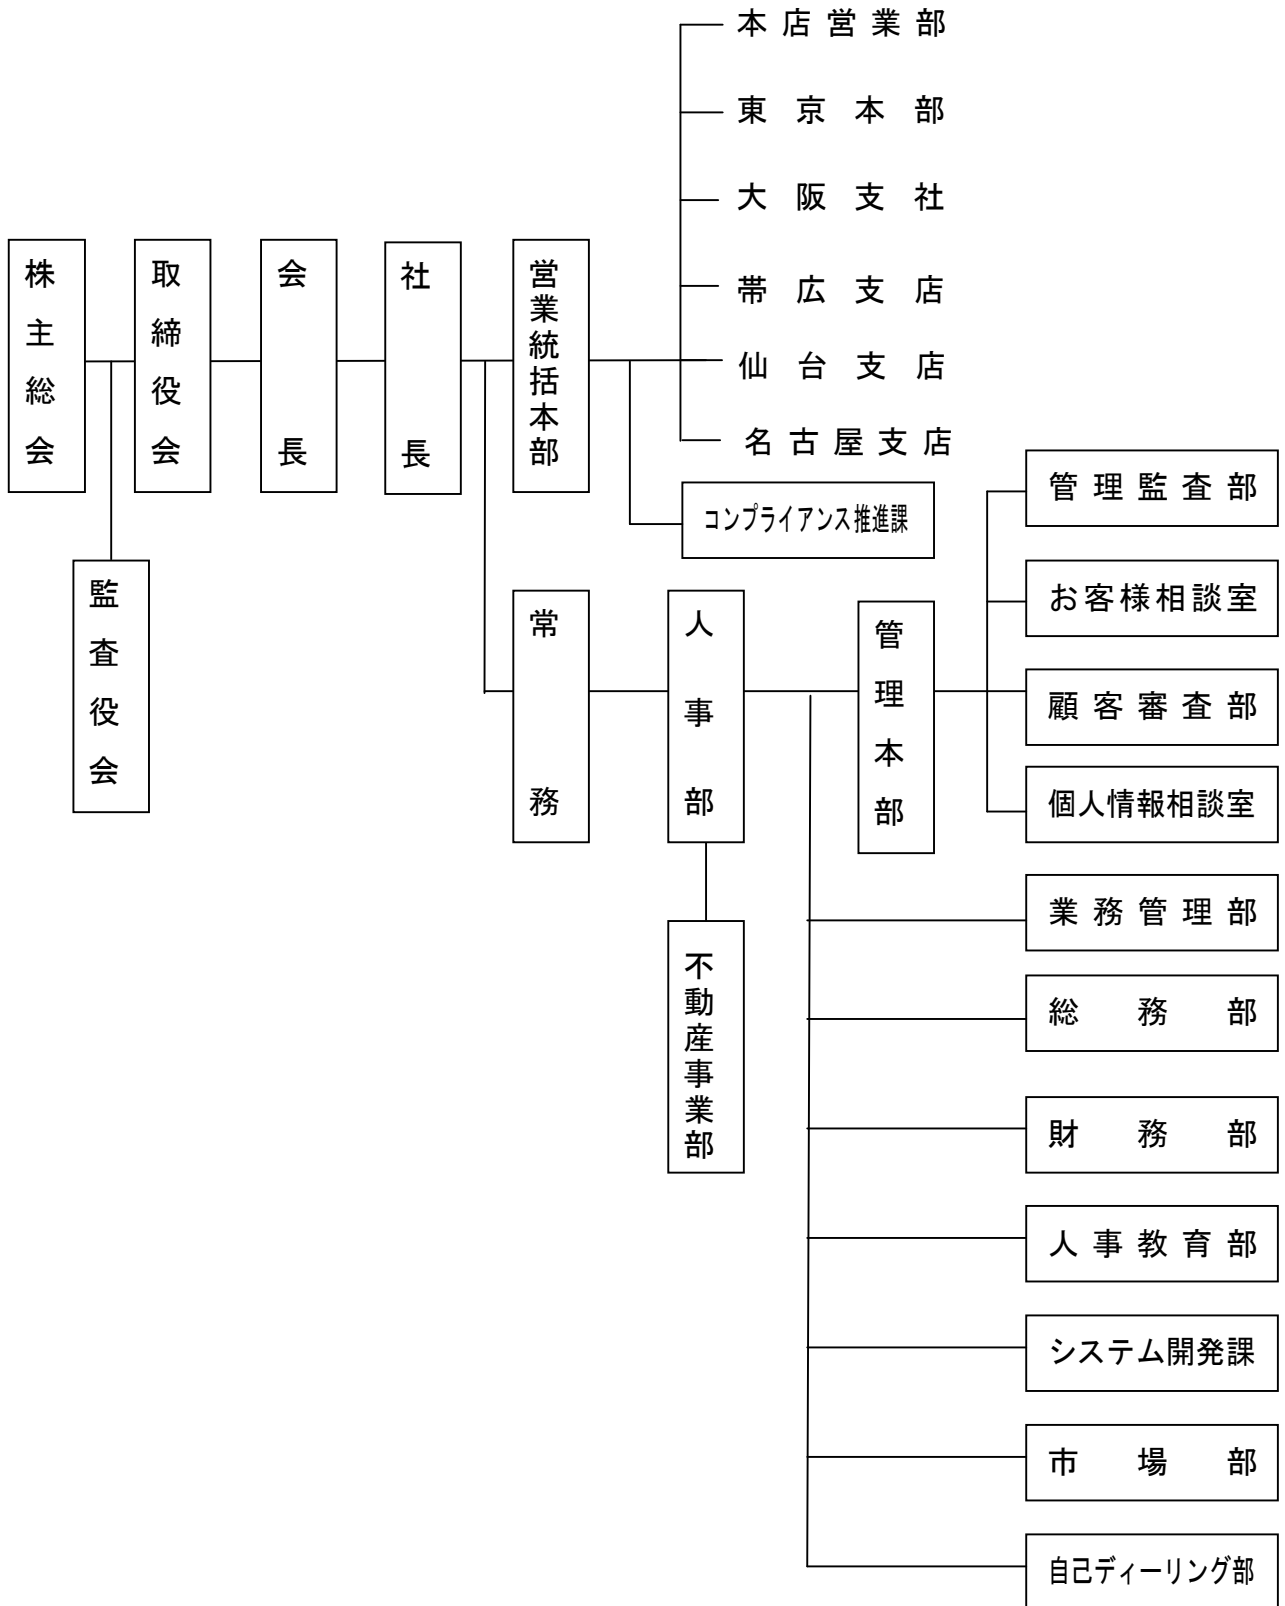 本店営業部
東京本部
大阪支社
帯広支店
仙台支店
名古屋支店
株主総会
取締役会
会長
社長
営業統括本部
コンプライアンス推進課
監査役会
常務
人事部
管理本部
不動産事業部
管理監査部
お客様相談室
顧客審査部
個人情報相談室
業務管理部
総務部
財務部
人事教育部
システム開発課
市場部
自己ディーリング部